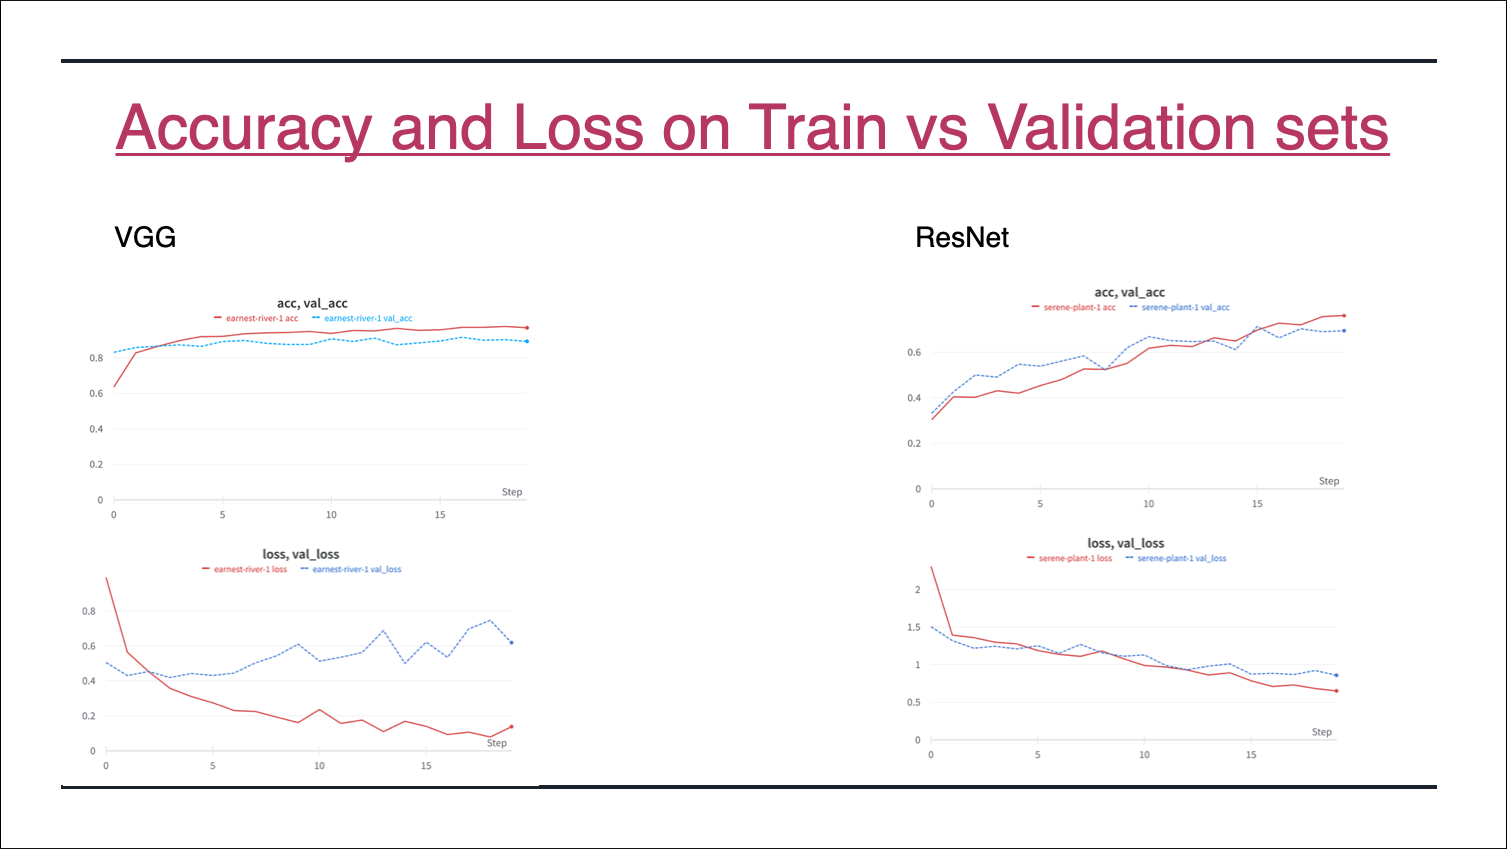 Accuracy and Loss on Train vs Validation sets
VGG
acc, val_acc
earnest-river-1 acc earnest-river-1 val_acc
0.8
0.6
0.4
0.2
0
Step
0 5 10 15
loss, val_loss
earnest-river-1 loss earnest-river-1 val_loss
0.8
0.6
0.4
0.2
0
Step
0 5 10 15
ResNet
acc, val_acc
serene-plant-1 acc serene-plant-1 val_acc
0.6
0.4
0.2
0
Step
0 5 10 15
loss, val_loss
serene-plant-1 loss serene-plant-1 val_loss
2
1.5
1
0.5
0
Step
0 5 10 15